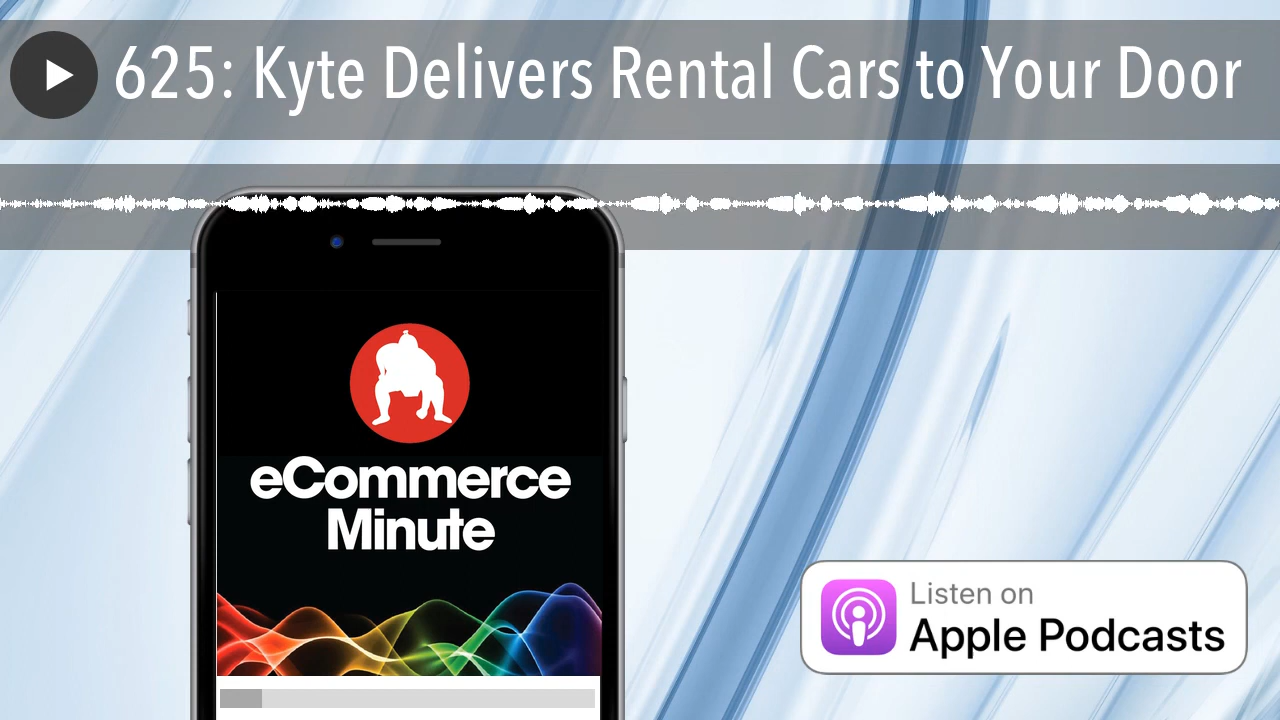 625: Kyte Delivers Rental Cars to Your Door
eCommerce
Minute
Listen on
Apple Podcasts